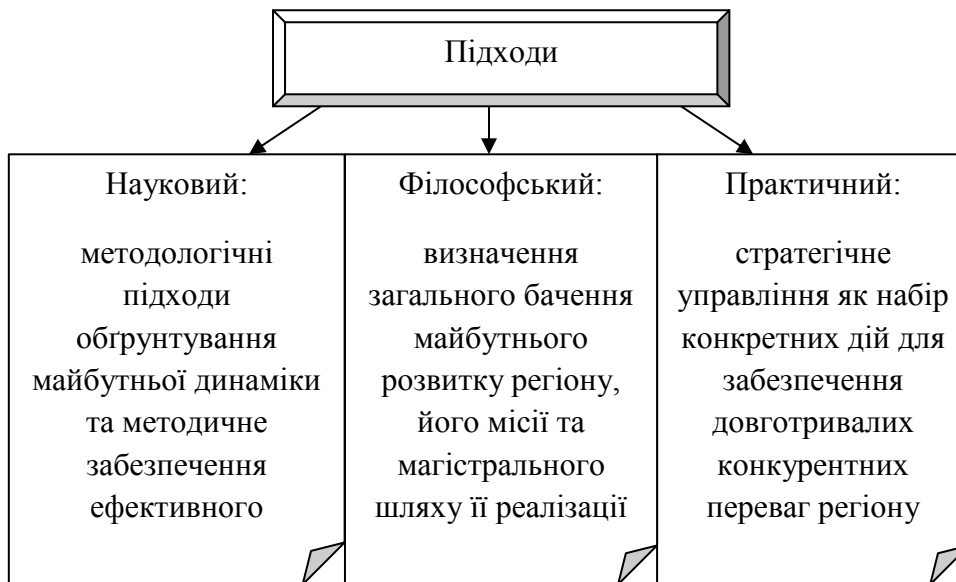 Підходи
Науковий:
методологічні
підходи
обґрунтування
майбутньої динаміки
та методичне
забезпечення
ефективного
Філософський:
визначення
загального бачення
майбутнього
розвитку регіону,
його місії та
магістрального
шляху її реалізації
Практичний:
стратегічне
управління як набір
конкретних дій для
забезпечення
довготривалих
конкурентних
переваг регіону